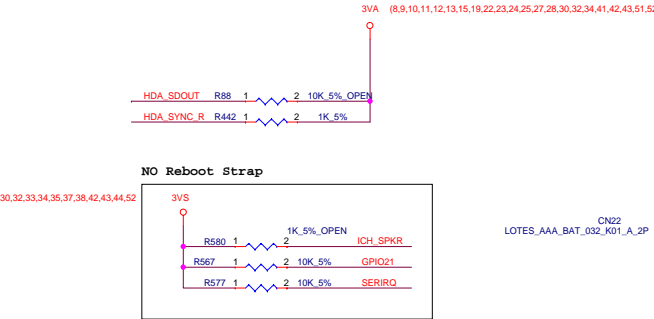 3VA (8,9,10,11,12,13,15,19,22,23,24,25,27,28,30,32,34,41,42,43,51,52
HDA_SDOUT R88 1 2 10K_5%_OPEN
HDA_SYNC_R R442 1 2 1K_5%
NO Reboot Strap
30,32,33,34,35,37,38,42,43,44,52 3VS
CN22
LOTES_AAA_BAT_032_K01_A_2P
1K_5%_OPEN
R580 1 2 ICH_SPKR
R567 1 2 10K_5% GPIO21
R577 1 2 10K_5% SERIRQ